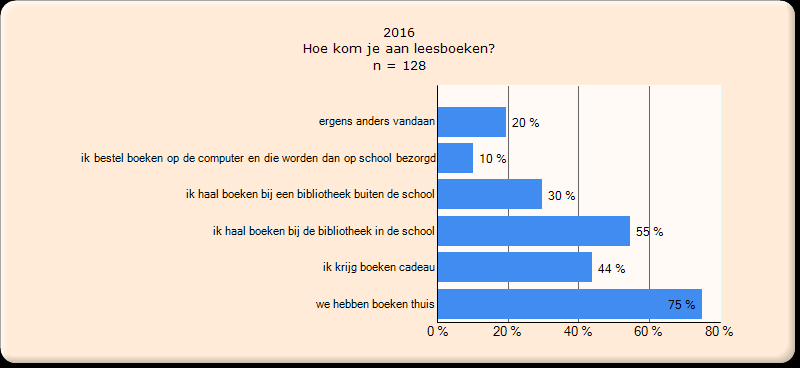 2016
Hoe kom je aan leesboeken?
n = 128
ergens anders vandaan 20 %
ik bestel boeken op de computer en die worden dan op school bezorgd 10 %
ik haal boeken bij een bibliotheek buiten de school 30 %
ik haal boeken bij de bibliotheek in de school 55 %
ik krijg boeken cadeau 44 %
we hebben boeken thuis 75 %
0 % 20 % 40 % 60 % 80 %